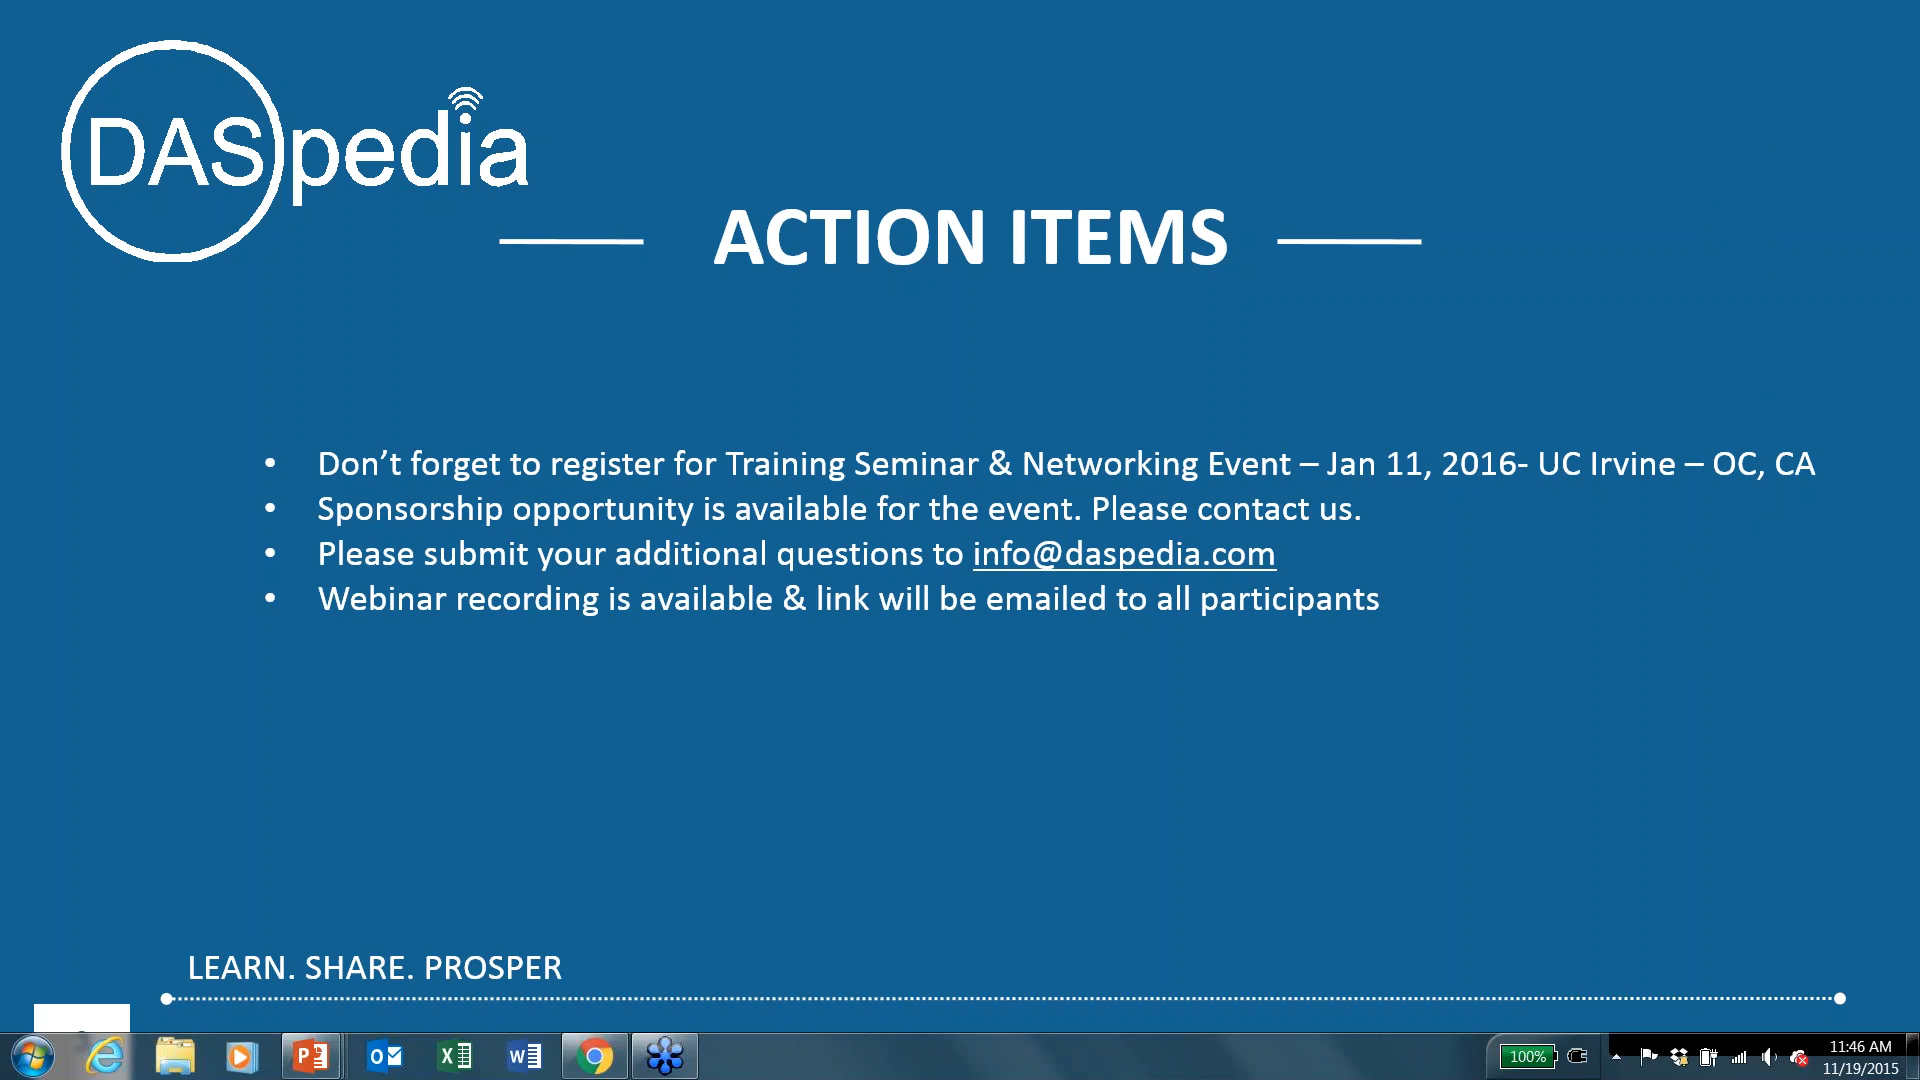 DASpedia
ACTION ITEMS
• Don’t forget to register for Training Seminar & Networking Event – Jan 11, 2016- UC Irvine – OC, CA
• Sponsorship opportunity is available for the event. Please contact us.
• Please submit your additional questions to info@daspedia.com
• Webinar recording is available & link will be emailed to all participants
LEARN. SHARE. PROSPER
100%
11:46 AM
11/19/2015